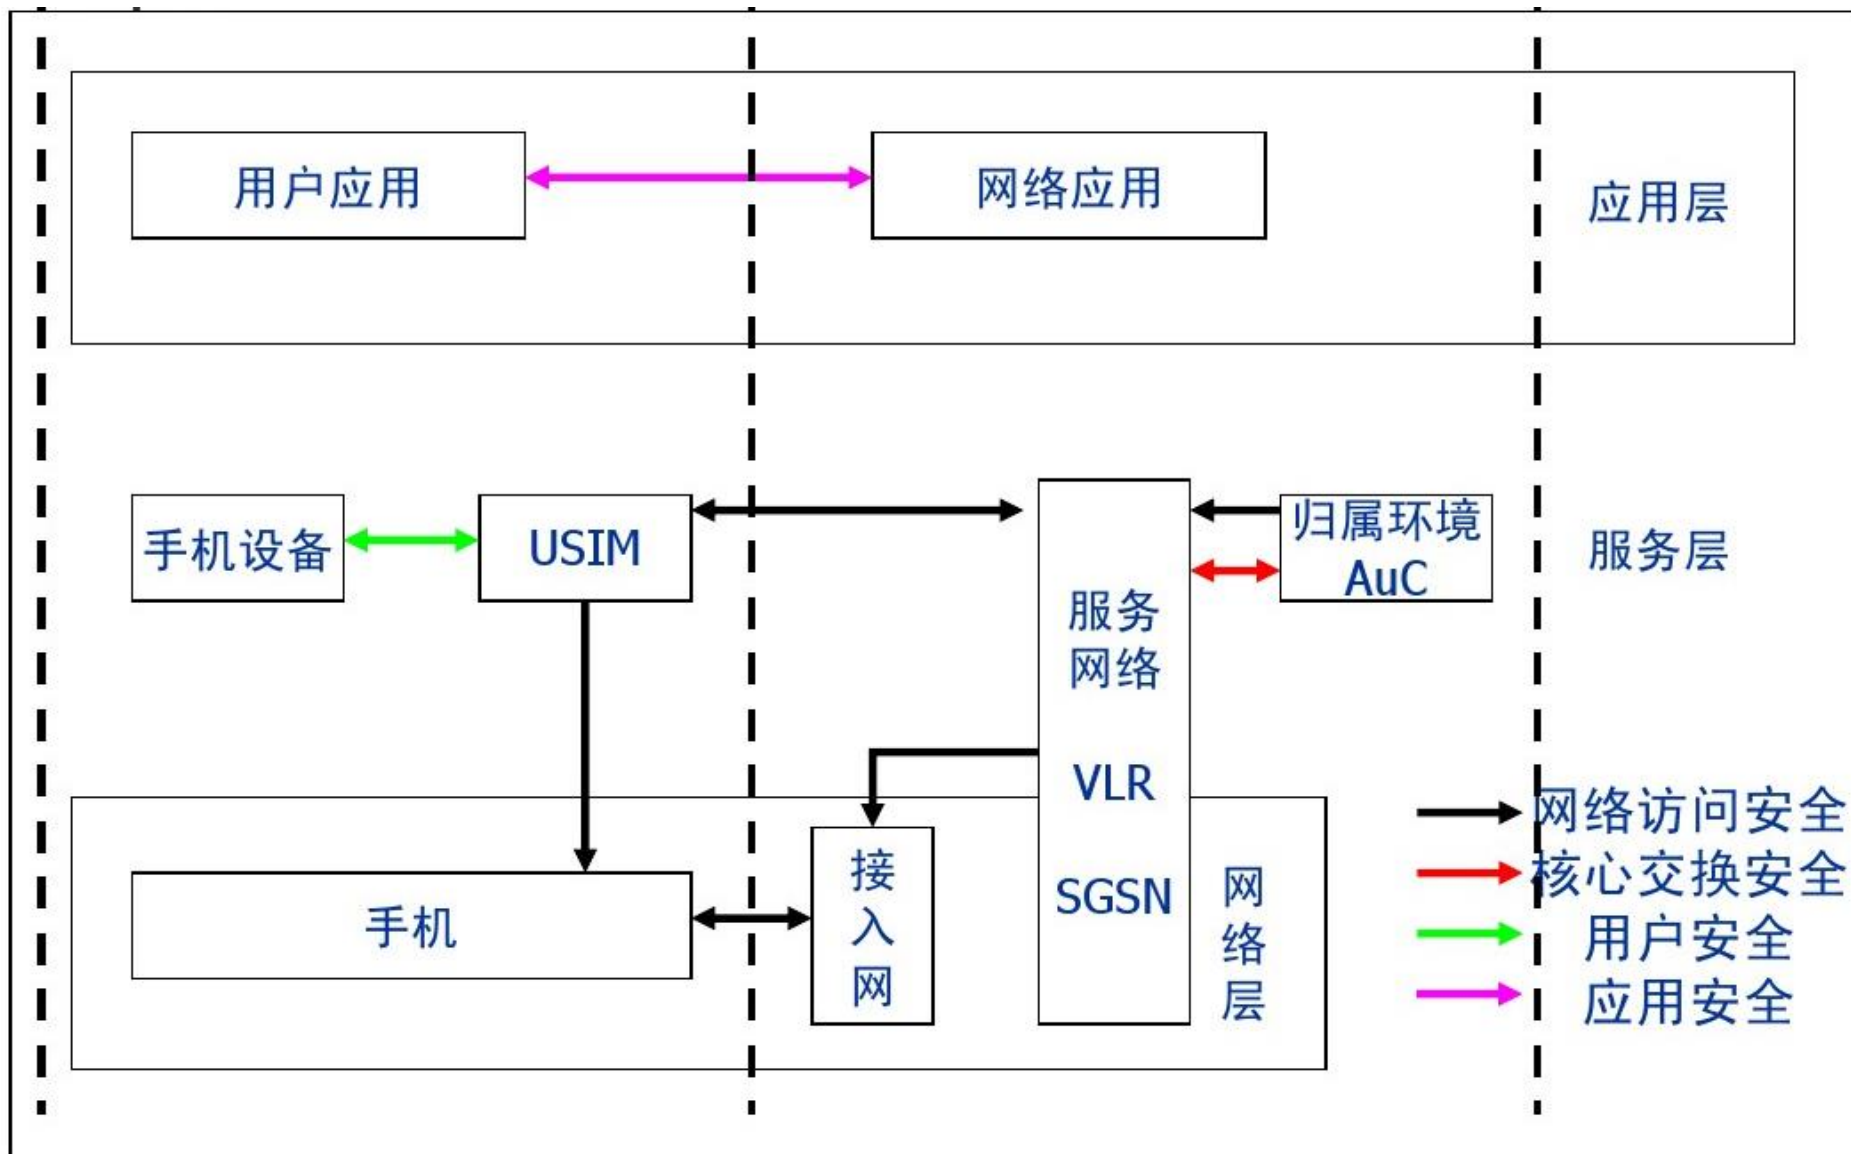 用户应用
网络应用
应用层
手机设备
USIM
归属环境
AuC
服务层
服务
网络
VLR
SGSN
手机
接
入
网
网
络
层
网络访问安全
核心交换安全
用户安全
应用安全